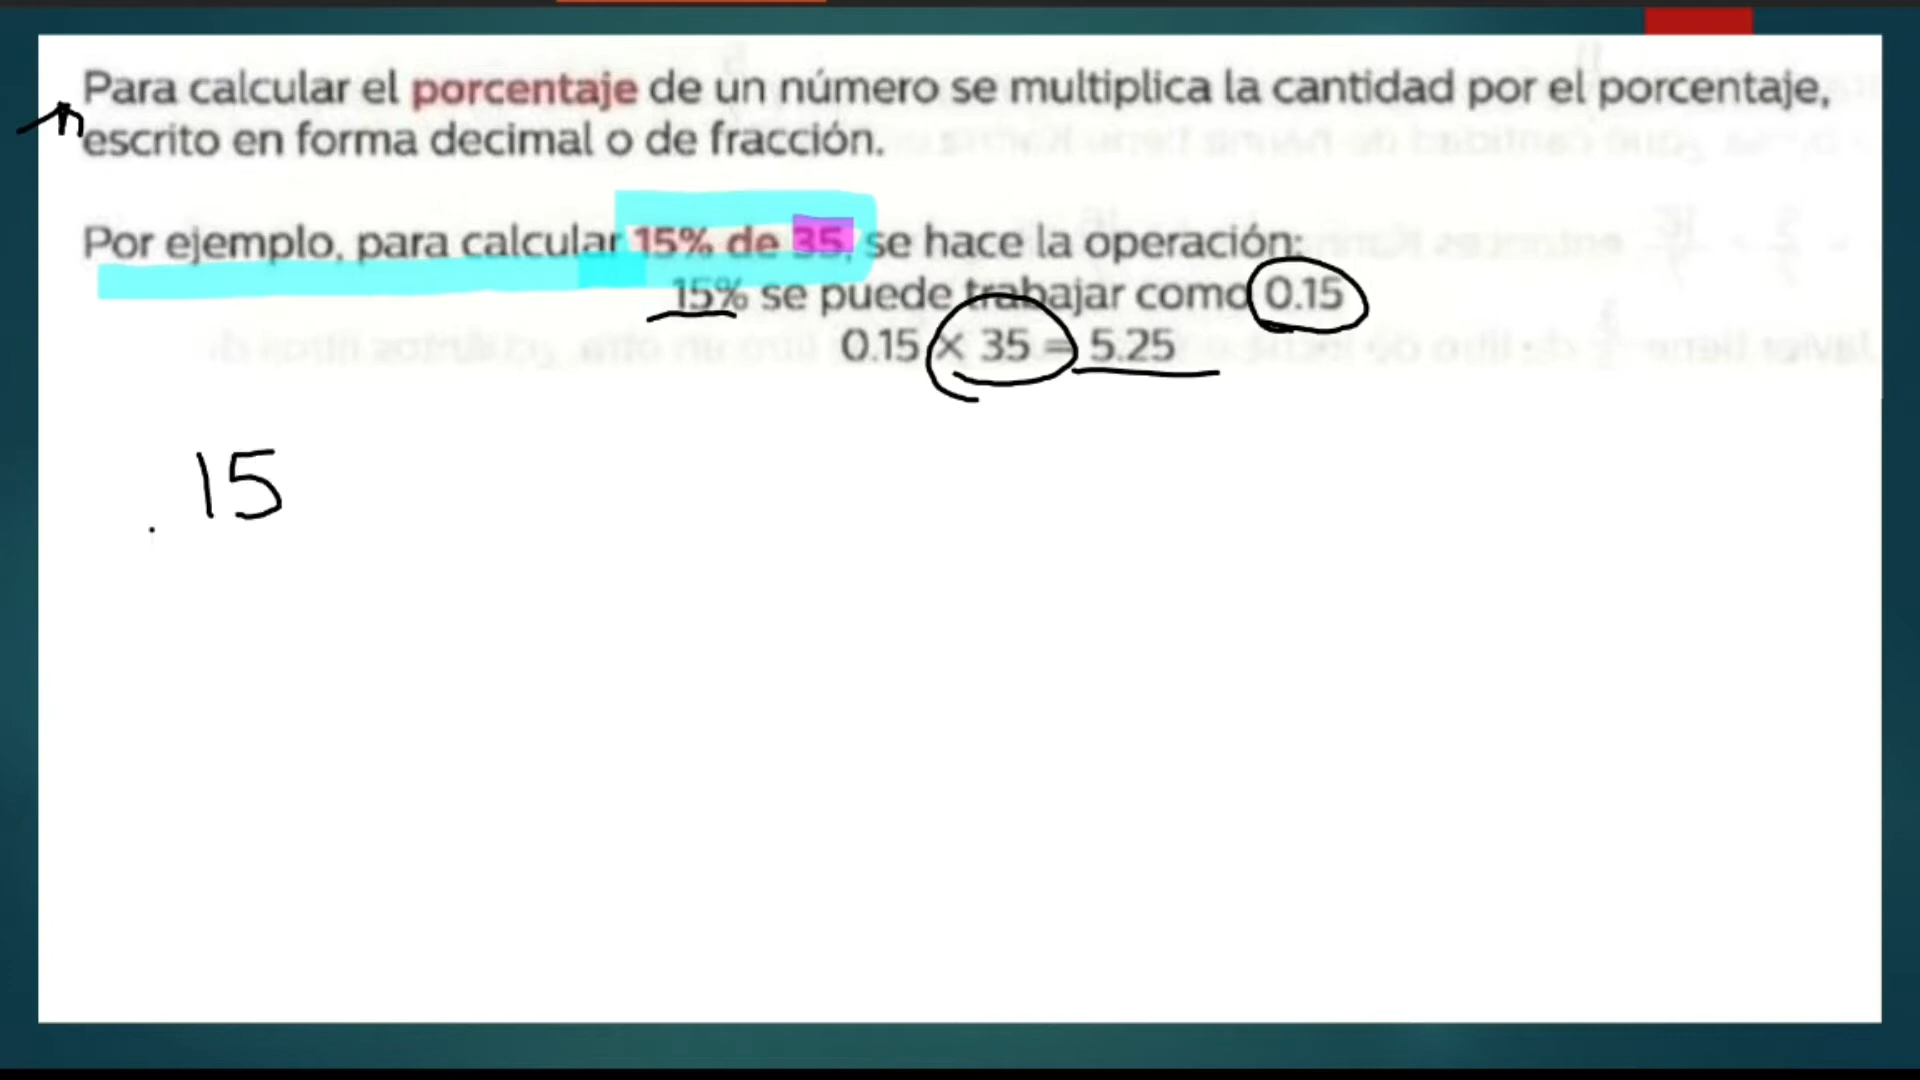 Para calcular el porcentaje de un número se multiplica la cantidad por el porcentaje,
escrito en forma decimal o de fracción.
Por ejemplo, para calcular 15% de 35, se hace la operación:
15% se puede trabajar como 0.15
0.15 × 35 = 5.25
. 15